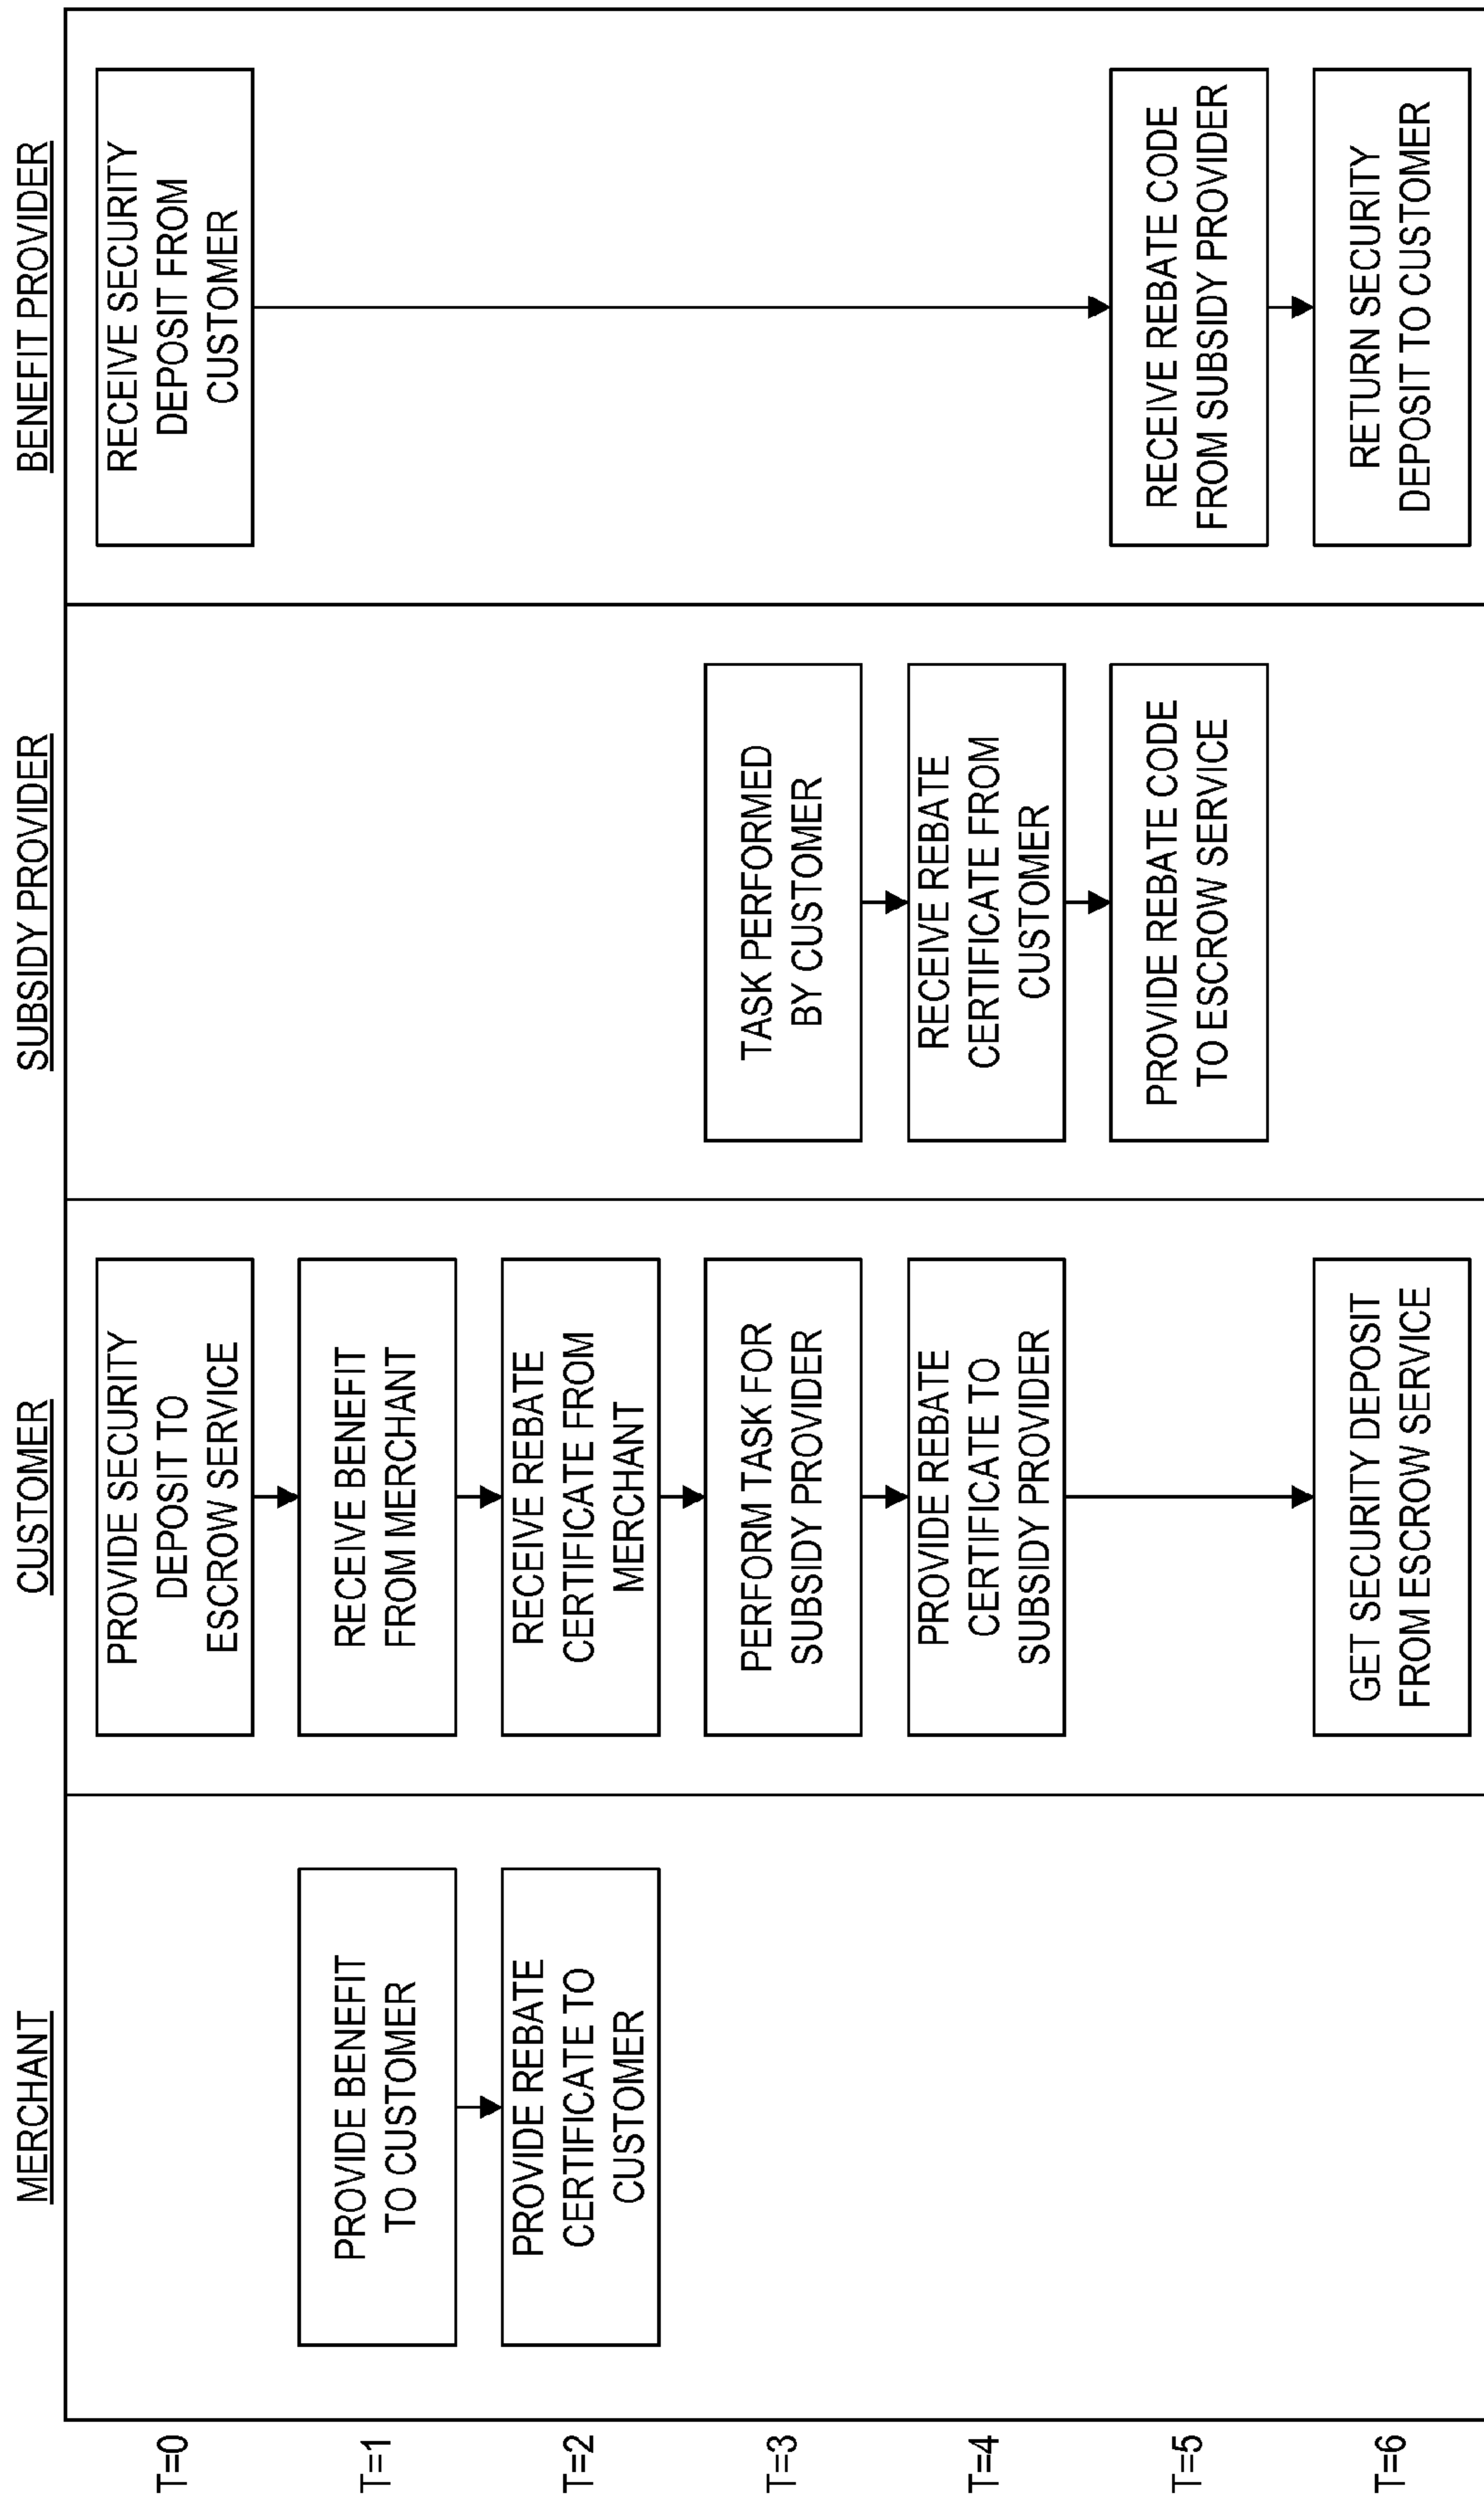 MERCHANT
CUSTOMER
SUBSIDY PROVIDER
BENEFIT PROVIDER
T=0
PROVIDE SECURITY
DEPOSIT TO
ESCROW SERVICE
RECEIVE SECURITY
DEPOSIT FROM
CUSTOMER
T=1
PROVIDE BENEFIT
TO CUSTOMER
RECEIVE BENEFIT
FROM MERCHANT
T=2
PROVIDE REBATE
CERTIFICATE TO
CUSTOMER
RECEIVE REBATE
CERTIFICATE FROM
MERCHANT
T=3
PERFORM TASK FOR
SUBSIDY PROVIDER
TASK PERFORMED
BY CUSTOMER
T=4
PROVIDE REBATE
CERTIFICATE TO
SUBSIDY PROVIDER
RECEIVE REBATE
CERTIFICATE FROM
CUSTOMER
T=5
PROVIDE REBATE CODE
TO ESCROW SERVICE
RECEIVE REBATE CODE
FROM SUBSIDY PROVIDER
T=6
GET SECURITY DEPOSIT
FROM ESCROW SERVICE
RETURN SECURITY
DEPOSIT TO CUSTOMER